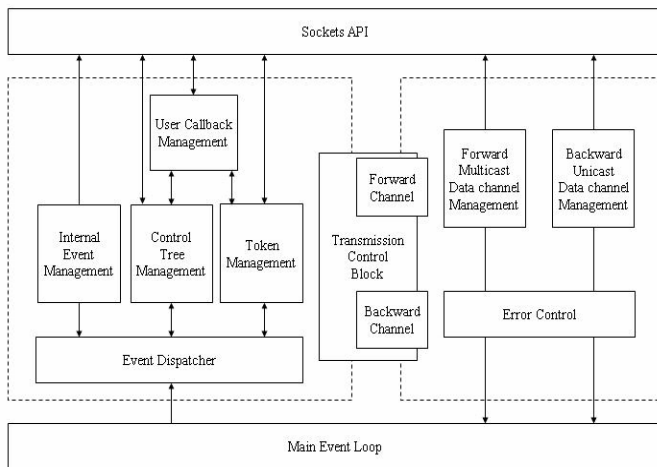 Sockets API
User Callback
Management
Forward
Multicast
Data channel
Management
Backward
Unicast
Data channel
Management
Forward
Channel
Internal
Event
Management
Control
Tree
Management
Token
Management
Transmission
Control
Block
Backward
Channel
Error Control
Event Dispatcher
Main Event Loop